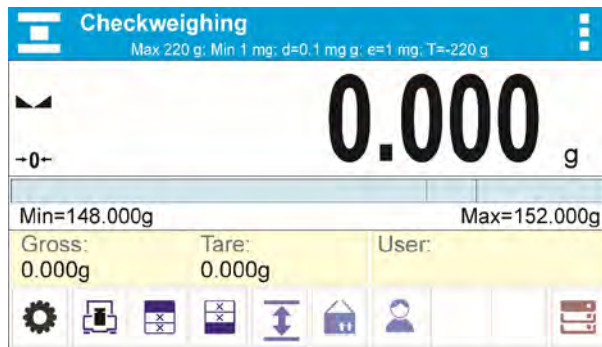 Checkweighing
Max 220 g: Min 1 mg: d=0.1 mg g: e=1 mg: T=-220 g
0.000 g
→0←
Min=148.000g Max=152.000g
Gross: Tare: User:
0.000g 0.000g